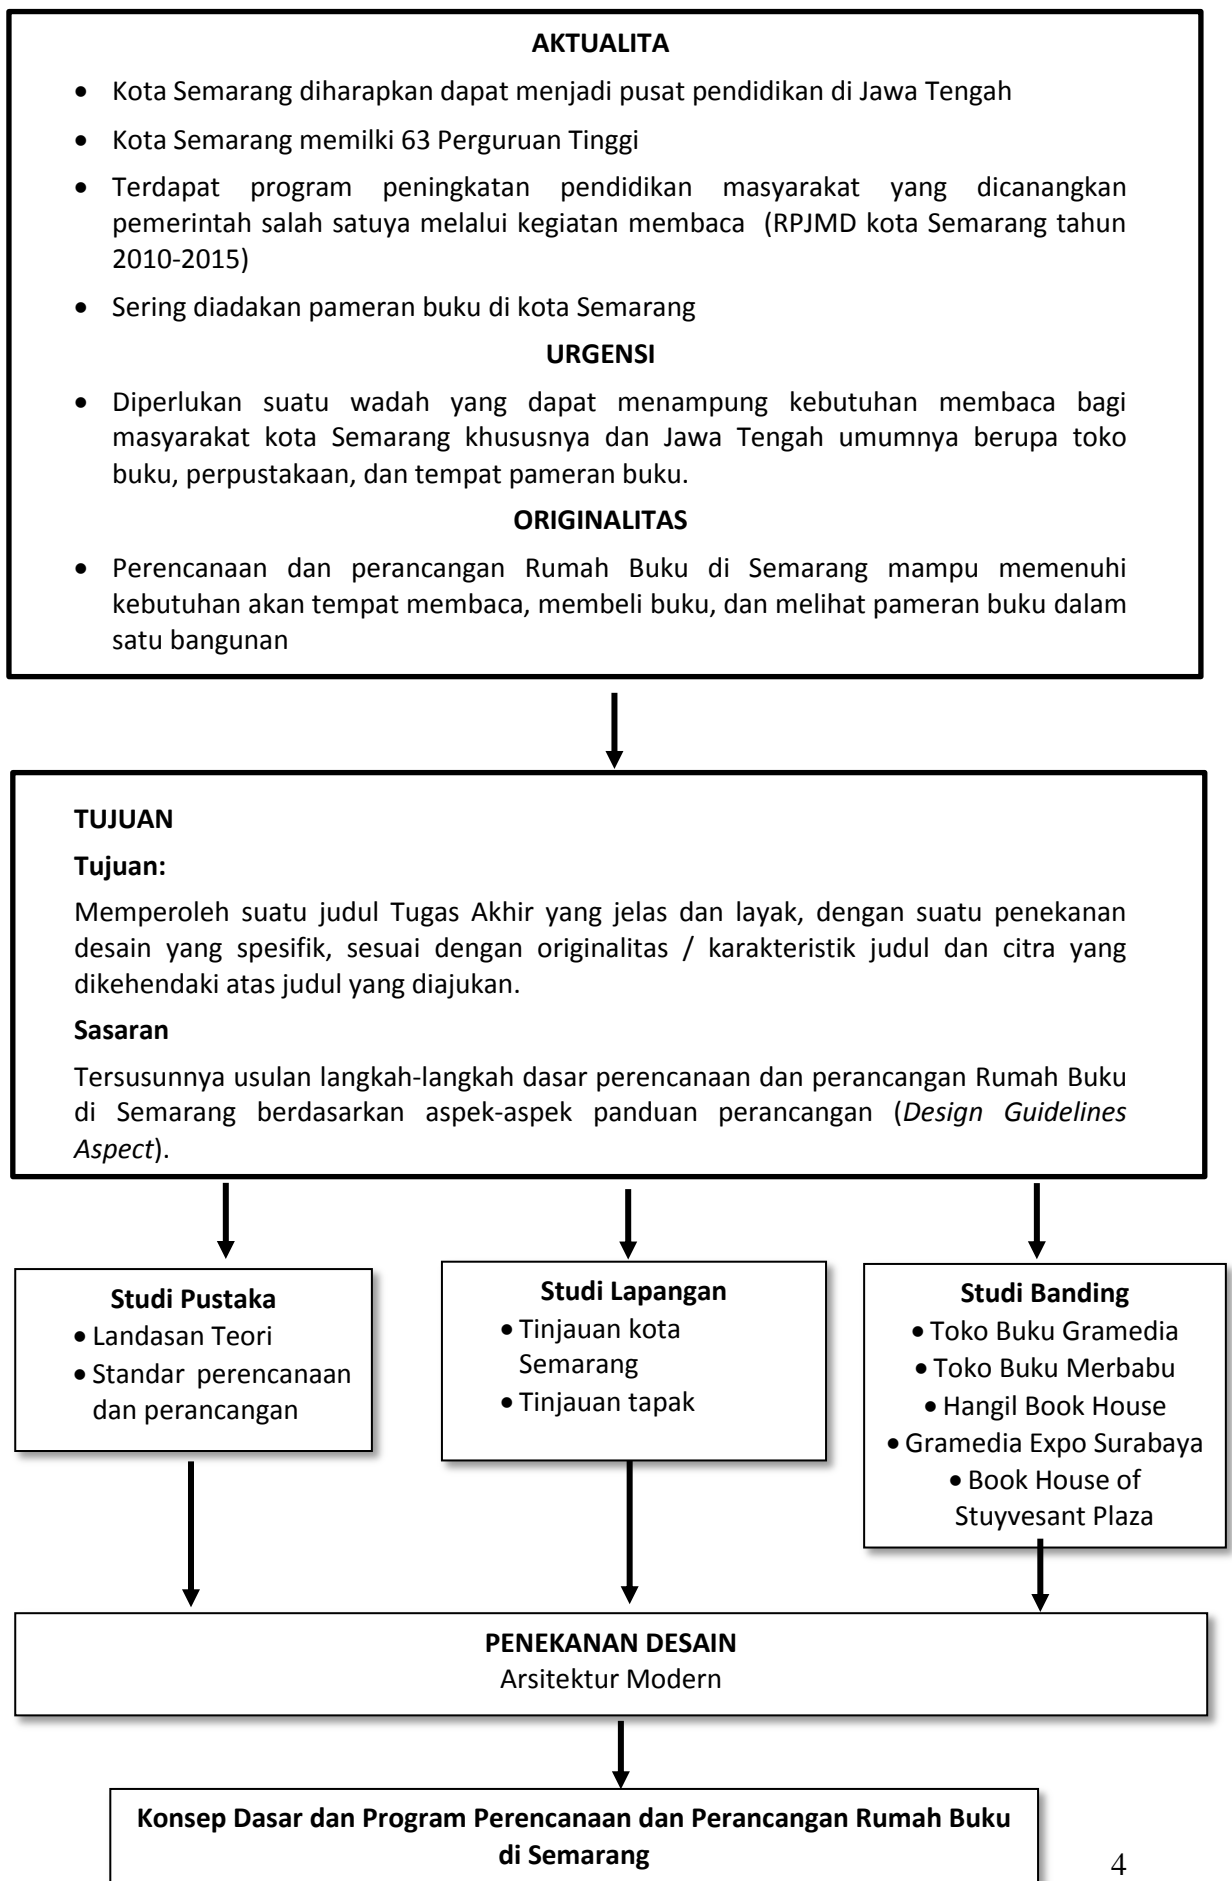 AKTUALITA
• Kota Semarang diharapkan dapat menjadi pusat pendidikan di Jawa Tengah
• Kota Semarang memilki 63 Perguruan Tinggi
• Terdapat program peningkatan pendidikan masyarakat yang dicanangkan
pemerintah salah satuya melalui kegiatan membaca (RPJMD kota Semarang tahun
2010-2015)
• Sering diadakan pameran buku di kota Semarang
URGENSI
• Diperlukan suatu wadah yang dapat menampung kebutuhan membaca bagi
masyarakat kota Semarang khususnya dan Jawa Tengah umumnya berupa toko
buku, perpustakaan, dan tempat pameran buku.
ORIGINALITAS
• Perencanaan dan perancangan Rumah Buku di Semarang mampu memenuhi
kebutuhan akan tempat membaca, membeli buku, dan melihat pameran buku dalam
satu bangunan
TUJUAN
Tujuan:
Memperoleh suatu judul Tugas Akhir yang jelas dan layak, dengan suatu penekanan
desain yang spesifik, sesuai dengan originalitas / karakteristik judul dan citra yang
dikehendaki atas judul yang diajukan.
Sasaran
Tersusunnya usulan langkah-langkah dasar perencanaan dan perancangan Rumah Buku
di Semarang berdasarkan aspek-aspek panduan perancangan (Design Guidelines
Aspect).
Studi Pustaka
• Landasan Teori
• Standar perencanaan
dan perancangan
Studi Lapangan
• Tinjauan kota
Semarang
• Tinjauan tapak
Studi Banding
• Toko Buku Gramedia
• Toko Buku Merbabu
• Hangil Book House
• Gramedia Expo Surabaya
• Book House of
Stuyvesant Plaza
PENEKANAN DESAIN
Arsitektur Modern
Konsep Dasar dan Program Perencanaan dan Perancangan Rumah Buku
di Semarang
4